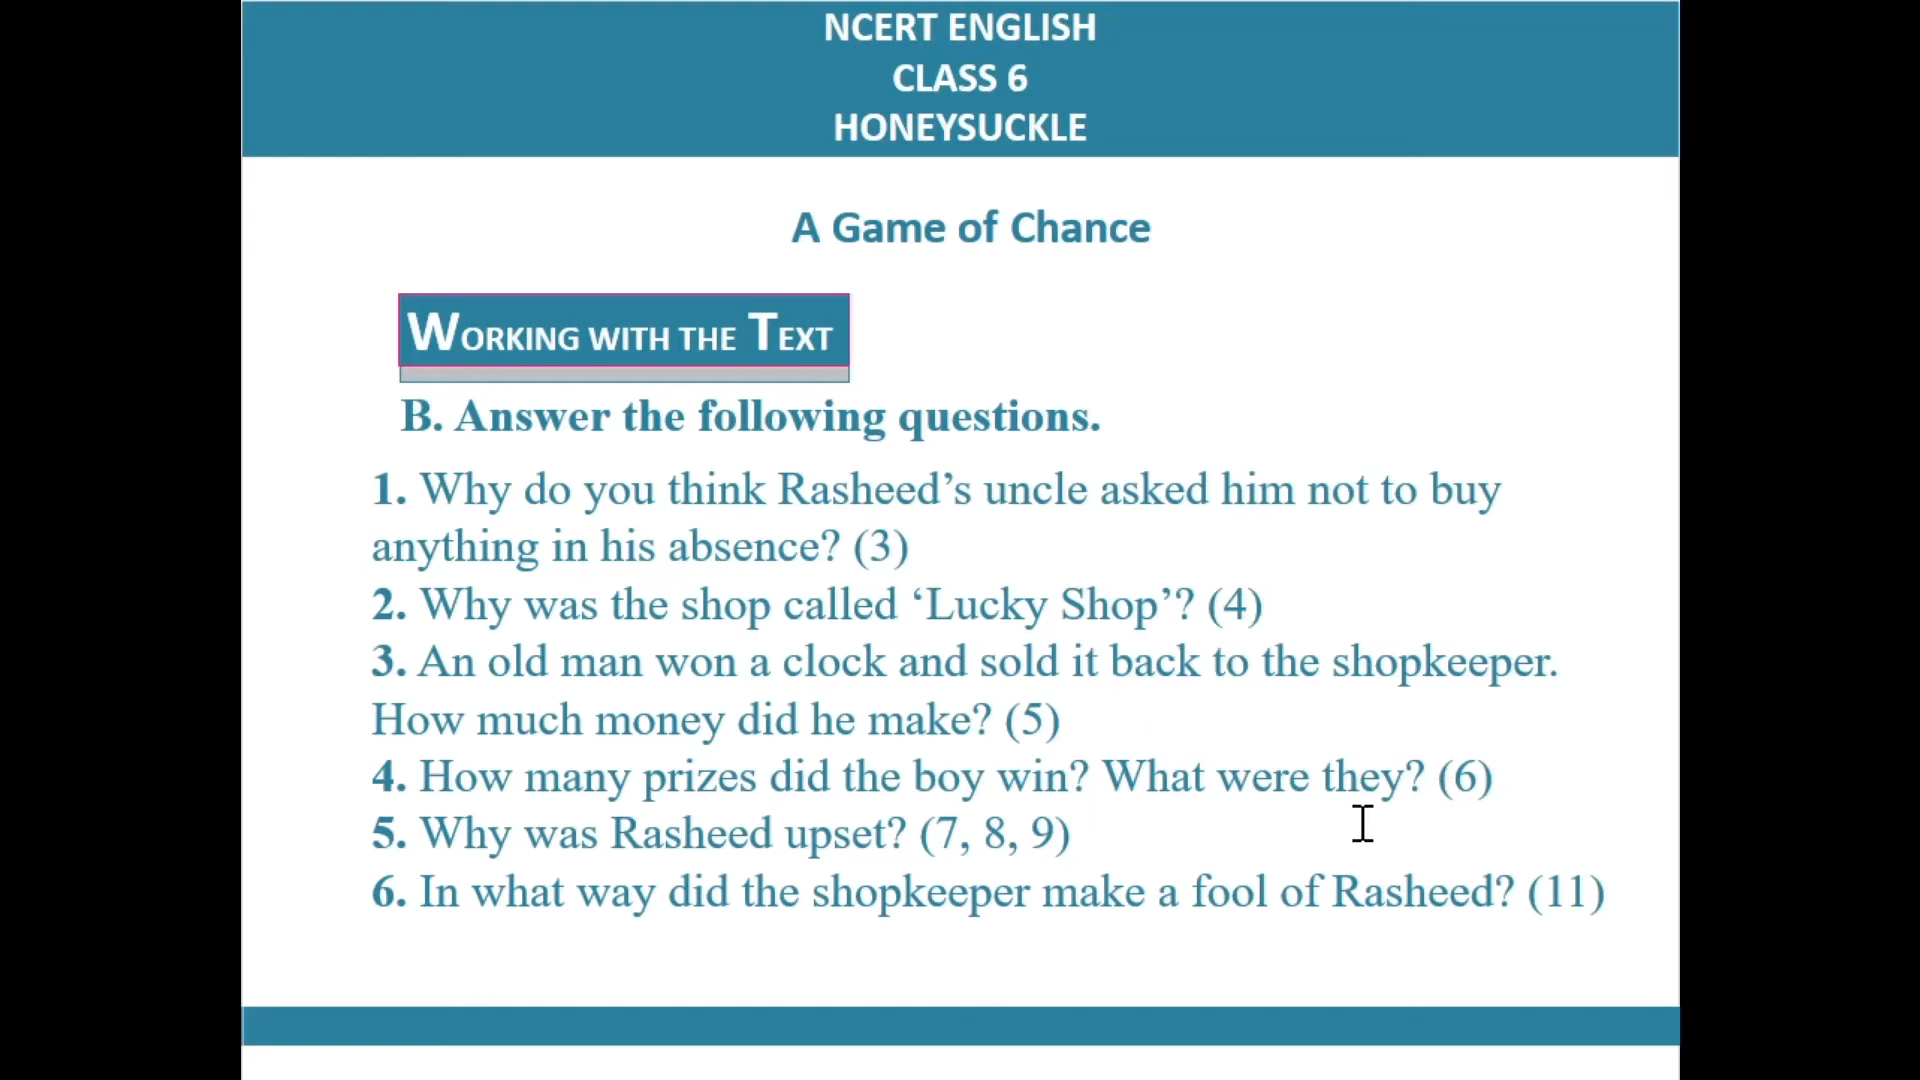 NCERT ENGLISH
CLASS 6
HONEYSUCKLE
A Game of Chance
WORKING WITH THE TEXT
B. Answer the following questions.
1. Why do you think Rasheed’s uncle asked him not to buy
anything in his absence? (3)
2. Why was the shop called ‘Lucky Shop’? (4)
3. An old man won a clock and sold it back to the shopkeeper.
How much money did he make? (5)
4. How many prizes did the boy win? What were they? (6)
5. Why was Rasheed upset? (7, 8, 9)
6. In what way did the shopkeeper make a fool of Rasheed? (11)